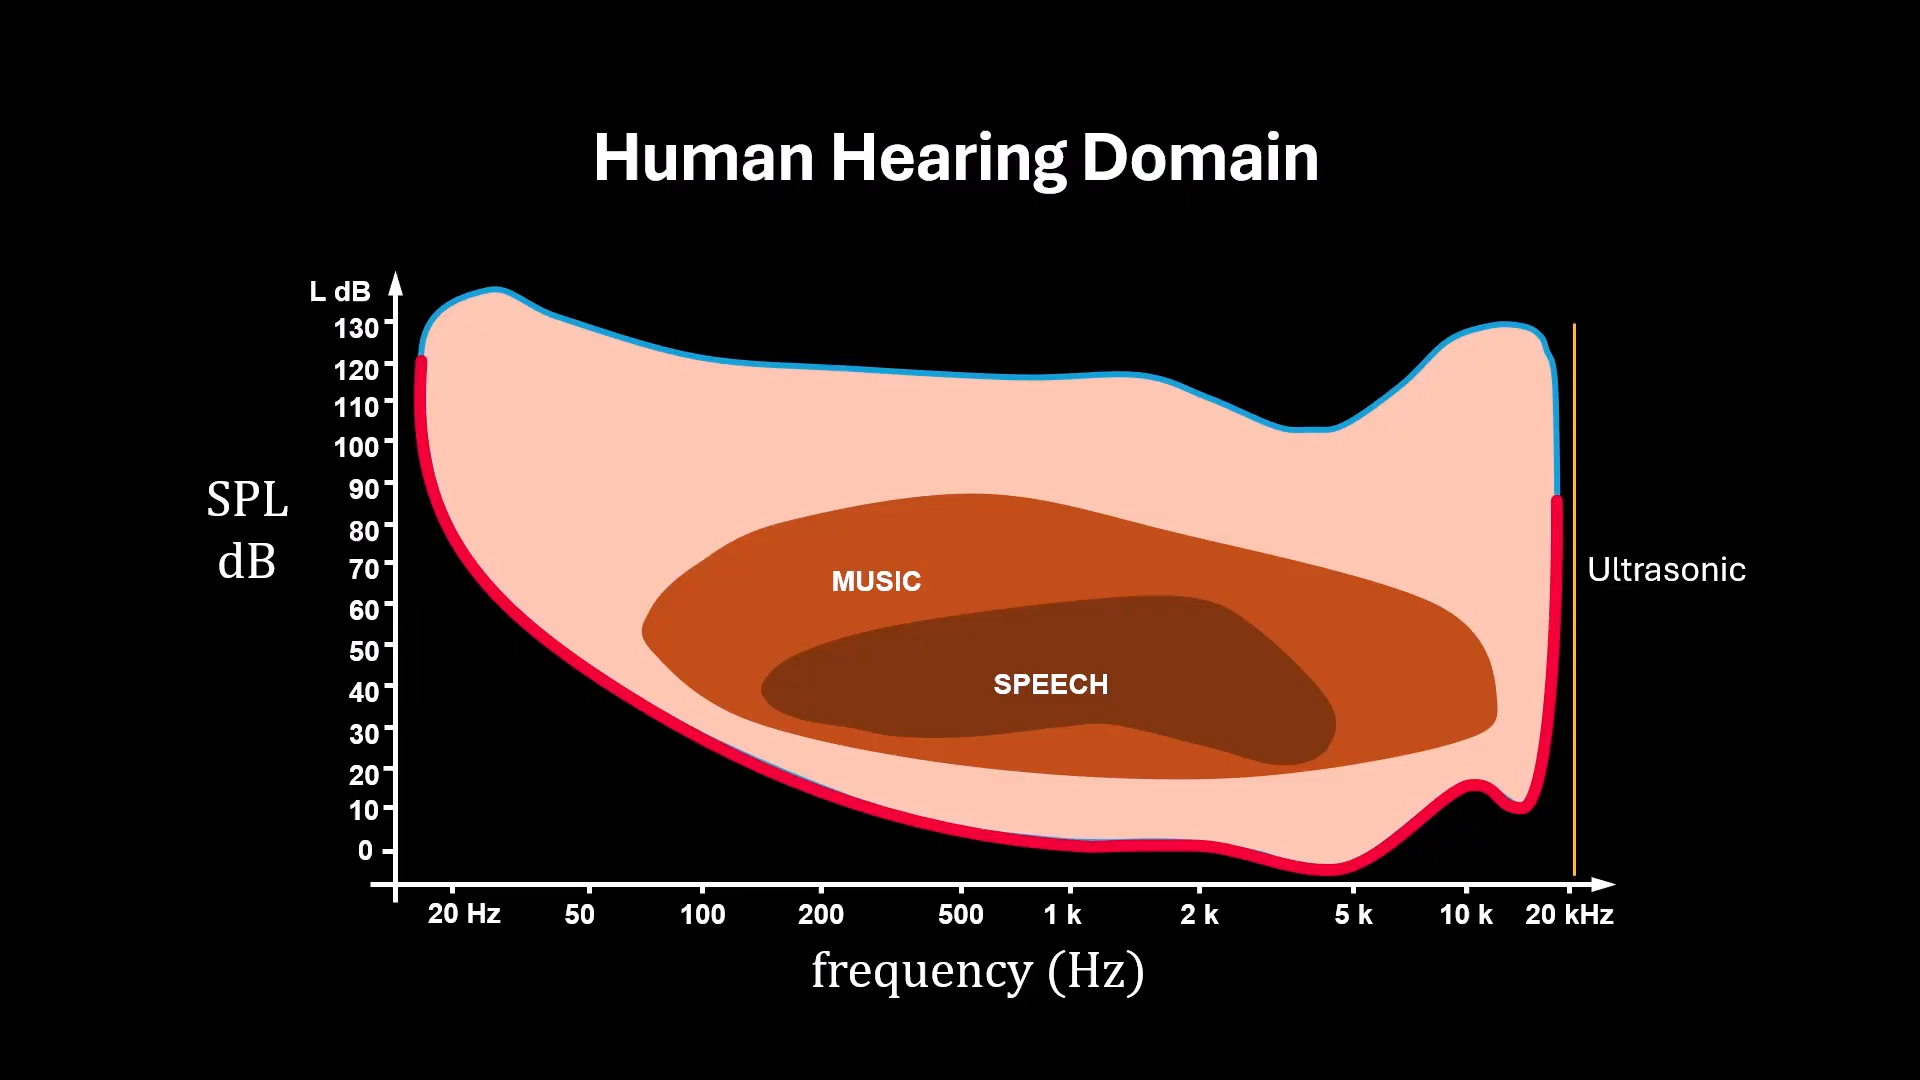 Human Hearing Domain
L dB
130
120
110
100
90
80
70
60
50
40
30
20
10
0
SPL
dB
MUSIC
SPEECH
Ultrasonic
20 Hz 50 100 200 500 1 k 2 k 5 k 10 k 20 kHz
frequency (Hz)